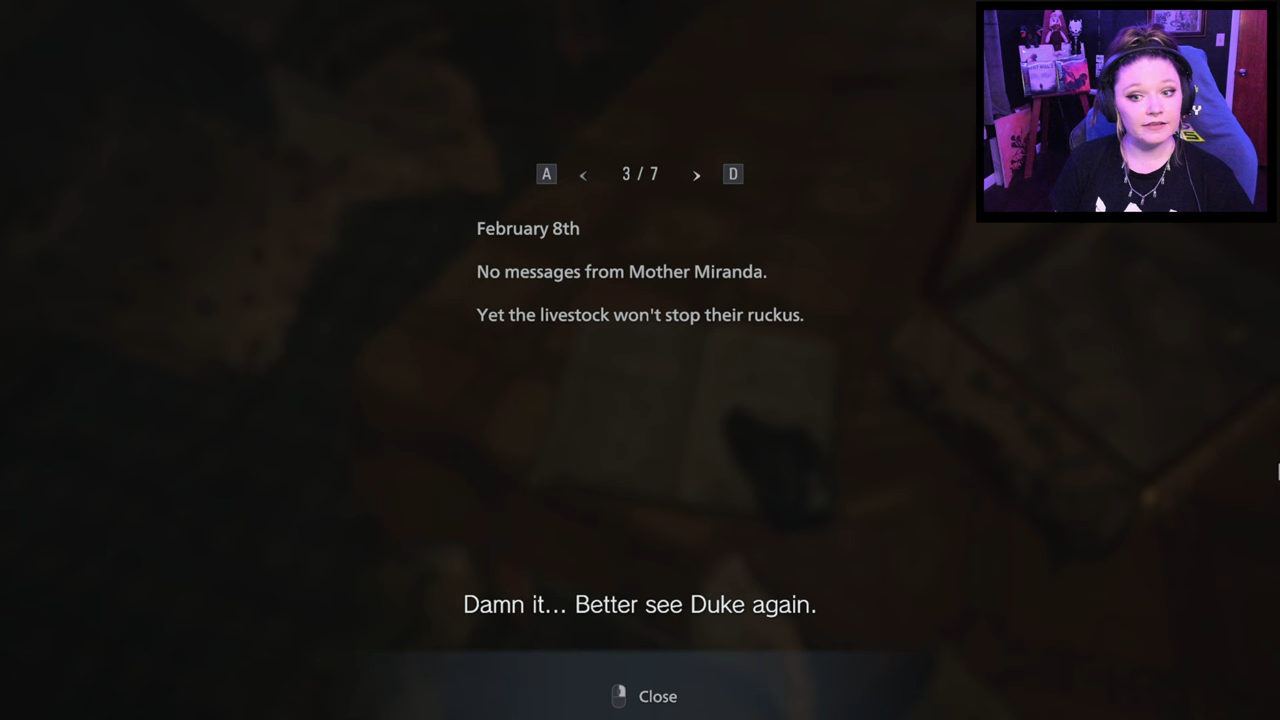 A < 3 / 7 > D
February 8th
No messages from Mother Miranda.
Yet the livestock won't stop their ruckus.
Damn it... Better see Duke again.
Close